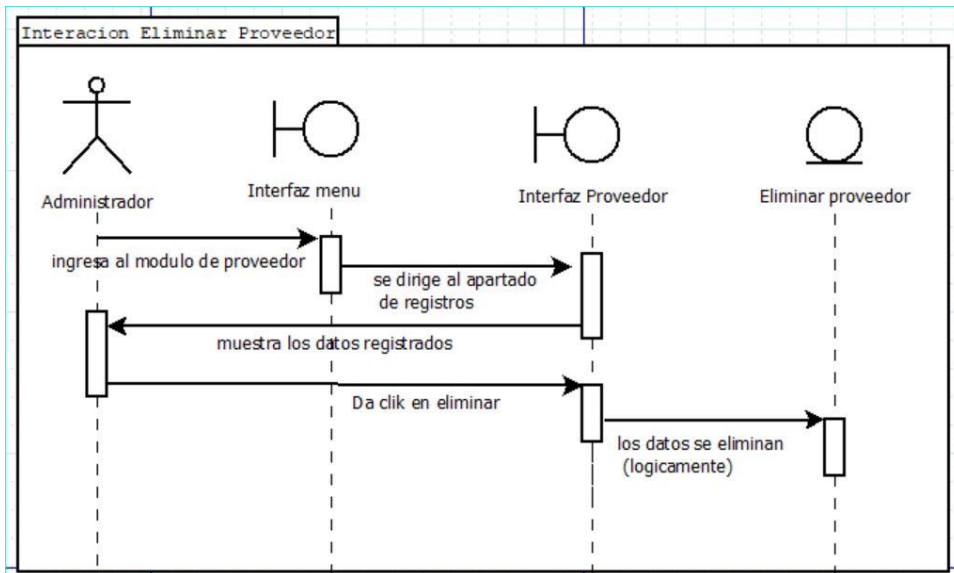 Interacion Eliminar Proveedor
Administrador
Interfaz menu
Interfaz Proveedor
Eliminar proveedor
ingresa al modulo de proveedor
se dirige al apartado
de registros
muestra los datos registrados
Da clik en eliminar
los datos se eliminan
(logicamente)